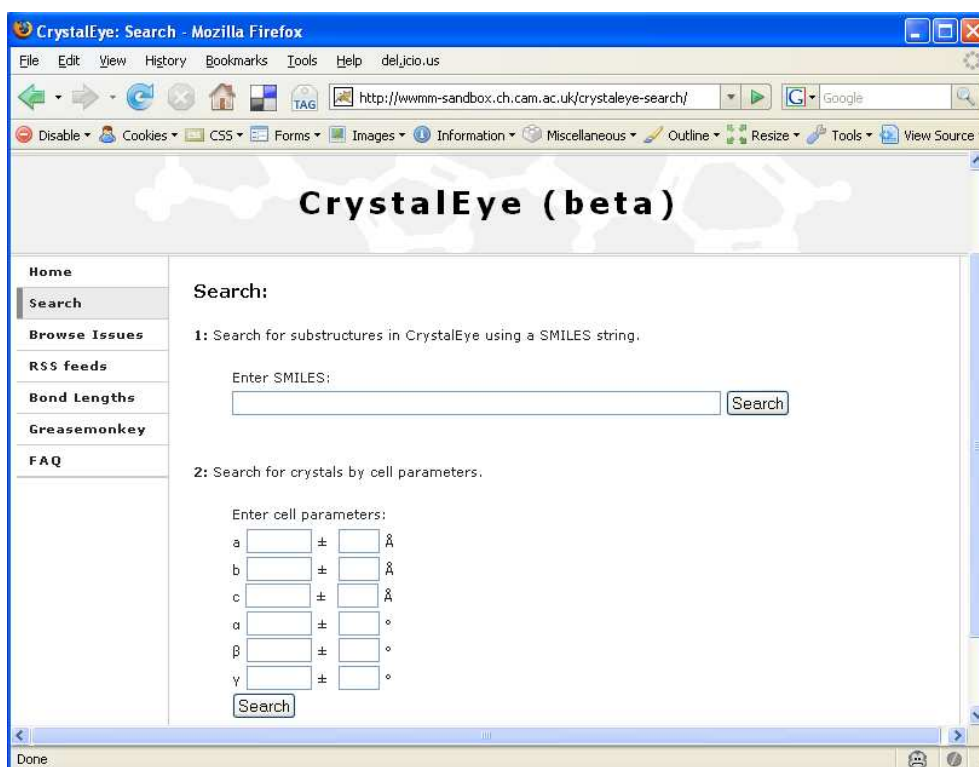 CrystalEye: Search - Mozilla Firefox
File Edit View History Bookmarks Tools Help del.icio.us
TAG http://wwmm-sandbox.ch.cam.ac.uk/crystaleye-search/ G Google
Disable Cookies CSS Forms Images Information Miscellaneous Outline Resize Tools View Source
CrystalEye (beta)
Home
Search
Browse Issues
RSS feeds
Bond Lengths
Greasemonkey
FAQ
Search:
1: Search for substructures in CrystalEye using a SMILES string.
Enter SMILES:
Search
2: Search for crystals by cell parameters.
Enter cell parameters:
a ± Å
b ± Å
c ± Å
α ± °
β ± °
γ ± °
Search
Done